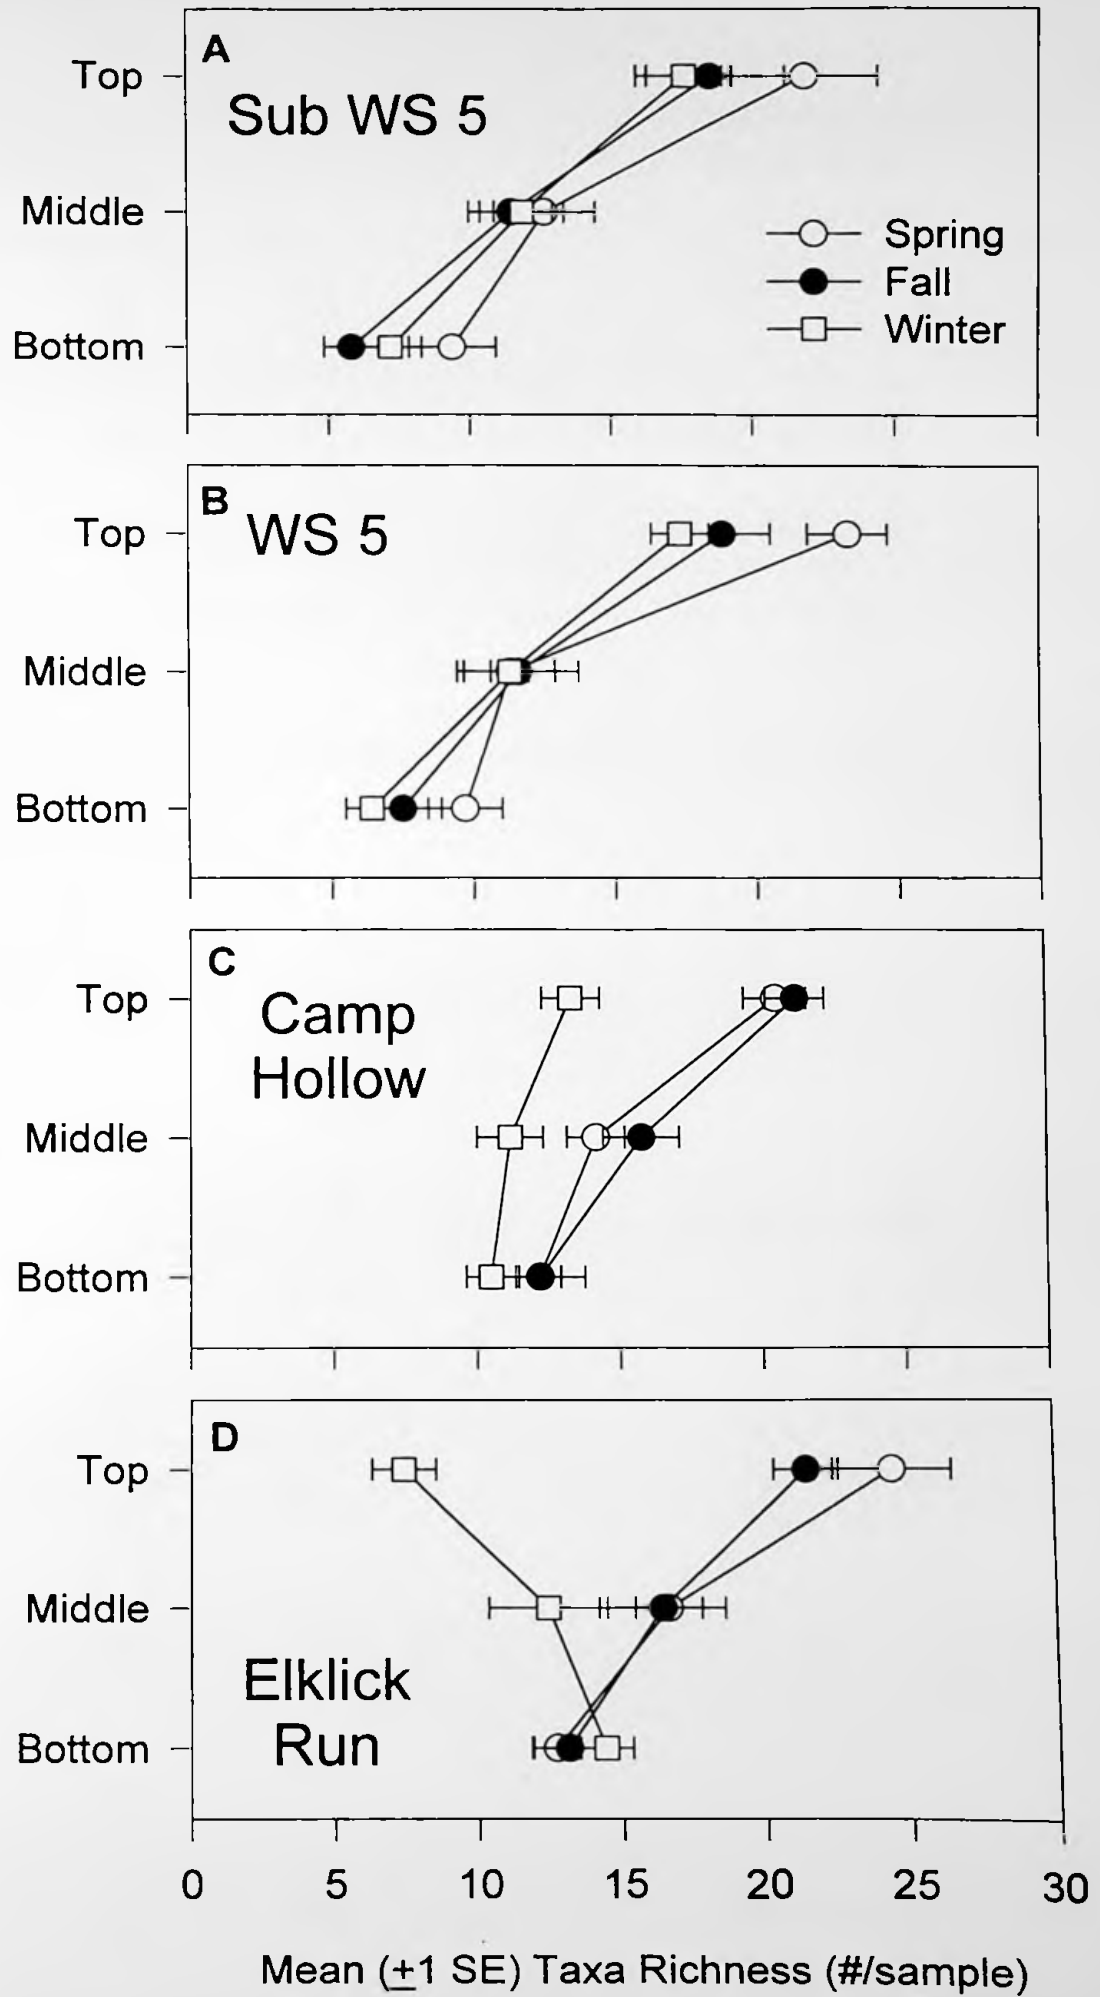 A
Sub WS 5
Top
Middle
Bottom
Spring
Fall
Winter
B
WS 5
Top
Middle
Bottom
C
Camp
Hollow
Top
Middle
Bottom
D
Elklick
Run
Top
Middle
Bottom
0 5 10 15 20 25 30
Mean (±1 SE) Taxa Richness (#/sample)